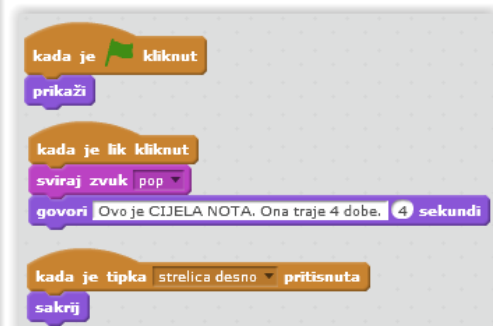 kada je kliknut
prikaži
kada je lik kliknut
sviraj zvuk pop
govori Ovo je CIJELA NOTA. Ona traje 4 dobe. 4 sekundi
kada je tipka strelica desno pritisnuta
sakrij